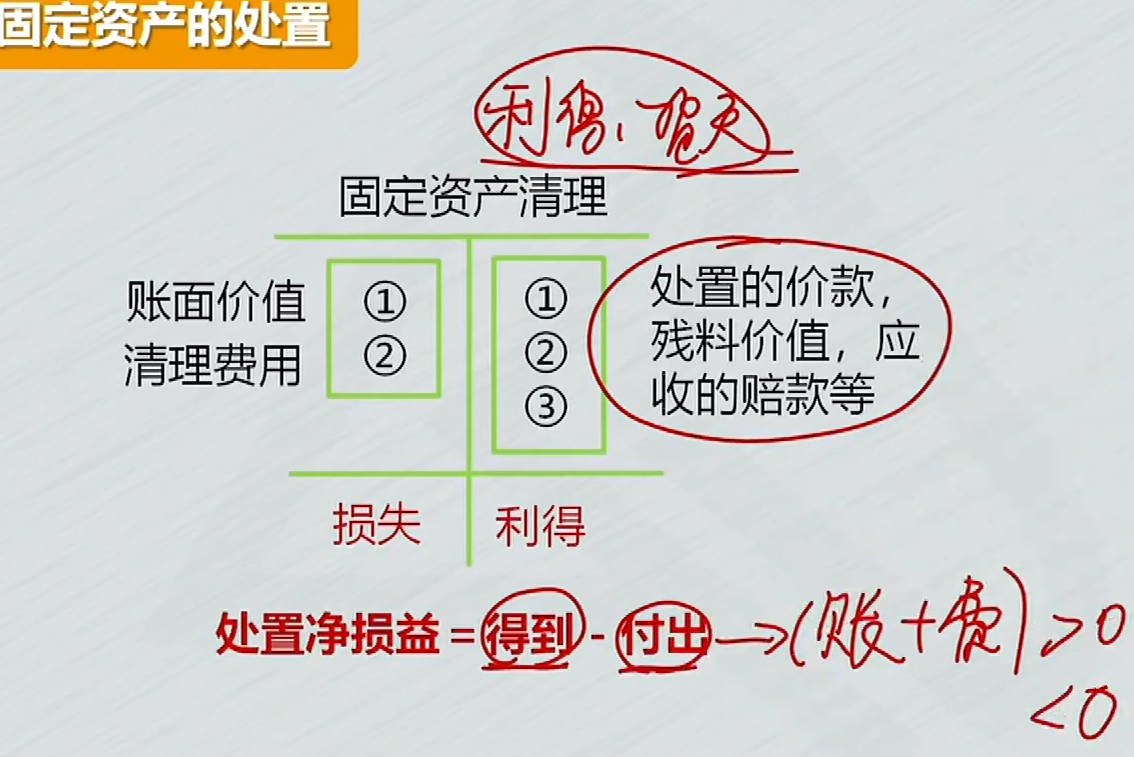 固定资产的处置
利得、损失
固定资产清理
账面价值 ① ① 处置的价款，
清理费用 ② ② 残料价值，应
③ 收的赔款等
损失 利得
处置净损益=得到-付出→(账+费)>0
<0